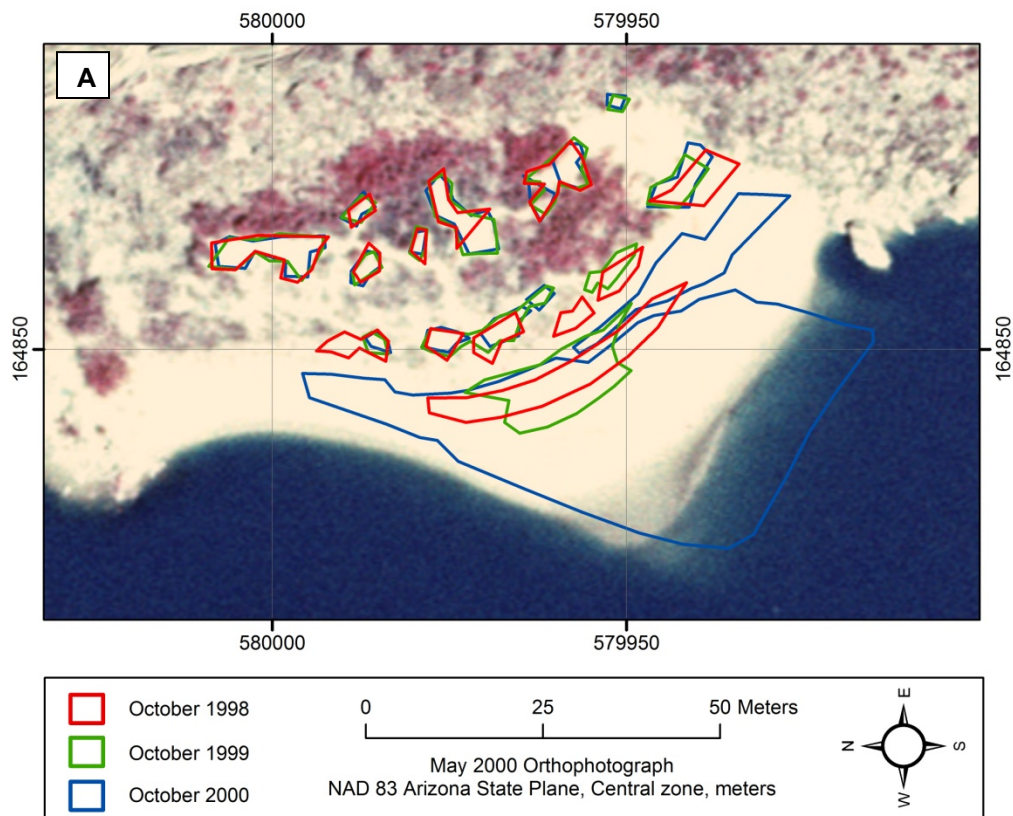 580000
579950
A
164850
164850
580000
579950
October 1998
October 1999
October 2000
0
25
50 Meters
May 2000 Orthophotograph
NAD 83 Arizona State Plane, Central zone, meters
E
N
S
W